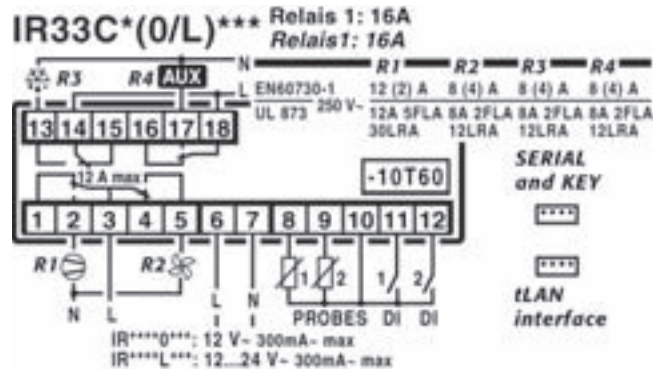 IR33C*(0/L)*** Relais 1: 16A
Relais1: 16A
N R1 R2 R3 R4
R3 R4 AUX
L EN60730-1 250 V~ 12 (2) A 8 (4) A 8 (4) A 8 (4) A
UL 873 12A 5FLA 8A 2FLA 8A 2FLA 8A 2FLA
30LRA 12LRA 12LRA 12LRA
13 14 15 16 17 18
SERIAL
and KEY
12 A max
-10T60
1 2 3 4 5 6 7 8 9 10 11 12
R1 R2 1 2 1 2
N L L N PROBES DI DI
tLAN
interface
IR****0***: 12 V~ 300mA~ max
IR****L***: 12...24 V~ 300mA~ max